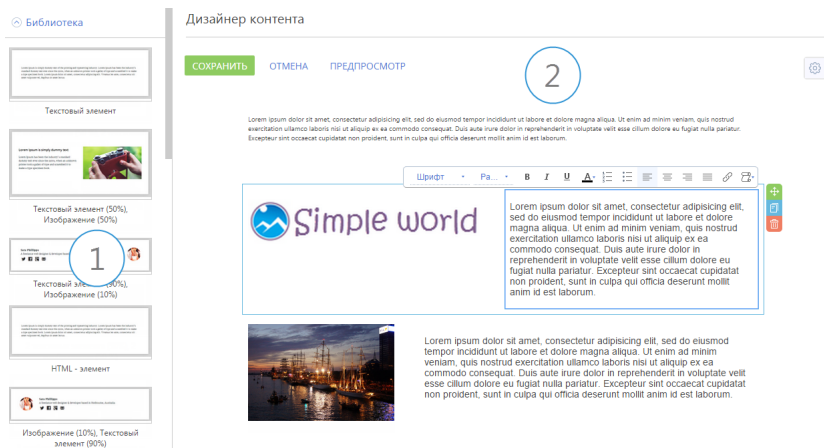 Библиотека
Текстовый элемент
Lorem Ipsum is simply dummy text
Текстовый элемент (50%),
Изображение (50%)
1
Текстовый элемент (90%),
Изображение (10%)
HTML - элемент
Изображение (10%), Текстовый
элемент (90%)
Дизайнер контента
СОХРАНИТЬ ОТМЕНА ПРЕДПРОСМОТР
2
Lorem ipsum dolor sit amet, consectetur adipisicing elit, sed do eiusmod tempor incididunt ut labore et dolore magna aliqua. Ut enim ad minim veniam, quis nostrud
exercitation ullamco laboris nisi ut aliquip ex ea commodo consequat. Duis aute irure dolor in reprehenderit in voluptate velit esse cillum dolore eu fugiat nulla pariatur.
Excepteur sint occaecat cupidatat non proident, sunt in culpa qui officia deserunt mollit anim id est laborum.
Шрифт Ра... B I U A
Simple world
Lorem ipsum dolor sit amet, consectetur adipisicing elit,
sed do eiusmod tempor incididunt ut labore et dolore
magna aliqua. Ut enim ad minim veniam, quis nostrud
exercitation ullamco laboris nisi ut aliquip ex ea
commodo consequat. Duis aute irure dolor in
reprehenderit in voluptate velit esse cillum dolore eu
fugiat nulla pariatur. Excepteur sint occaecat cupidatat
non proident, sunt in culpa qui officia deserunt mollit
anim id est laborum.
Lorem ipsum dolor sit amet, consectetur adipisicing elit, sed do eiusmod
tempor incididunt ut labore et dolore magna aliqua. Ut enim ad minim
veniam, quis nostrud exercitation ullamco laboris nisi ut aliquip ex ea
commodo consequat. Duis aute irure dolor in reprehenderit in voluptate velit
esse cillum dolore eu fugiat nulla pariatur. Excepteur sint occaecat cupidatat
non proident, sunt in culpa qui officia deserunt mollit anim id est laborum.